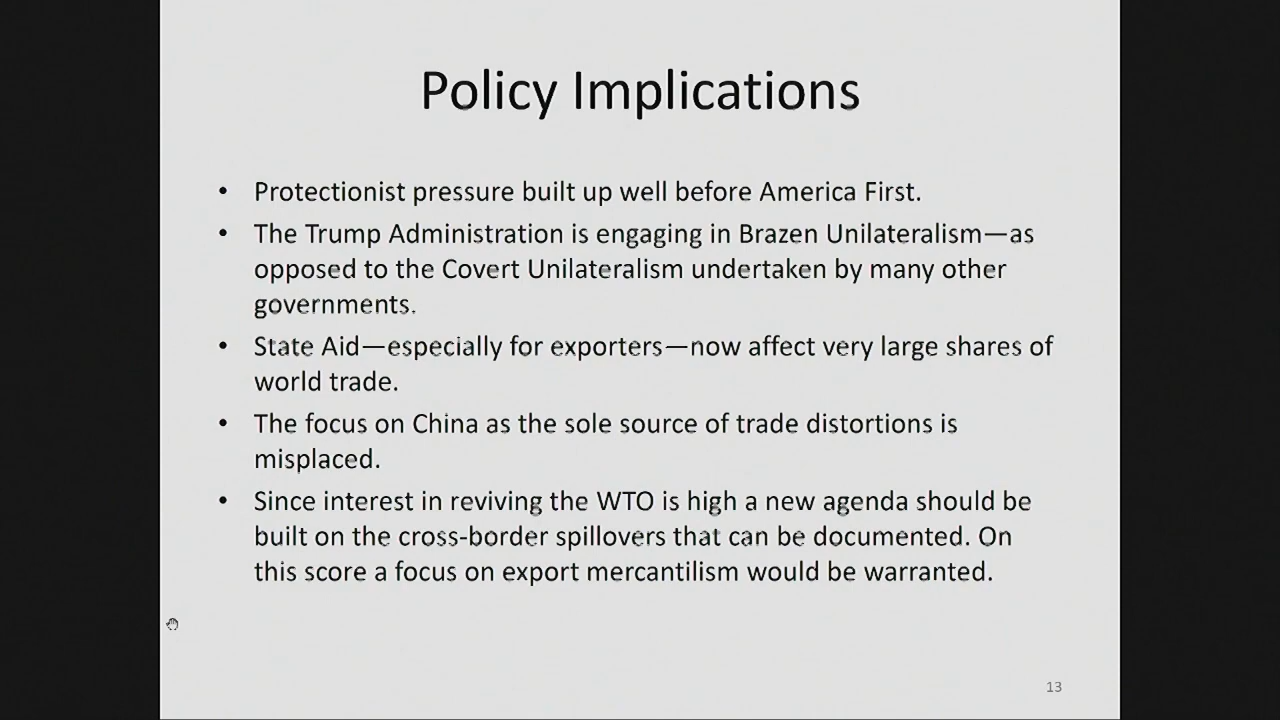 Policy Implications
• Protectionist pressure built up well before America First.
• The Trump Administration is engaging in Brazen Unilateralism—as
opposed to the Covert Unilateralism undertaken by many other
governments.
• State Aid—especially for exporters—now affect very large shares of
world trade.
• The focus on China as the sole source of trade distortions is
misplaced.
• Since interest in reviving the WTO is high a new agenda should be
built on the cross-border spillovers that can be documented. On
this score a focus on export mercantilism would be warranted.
13